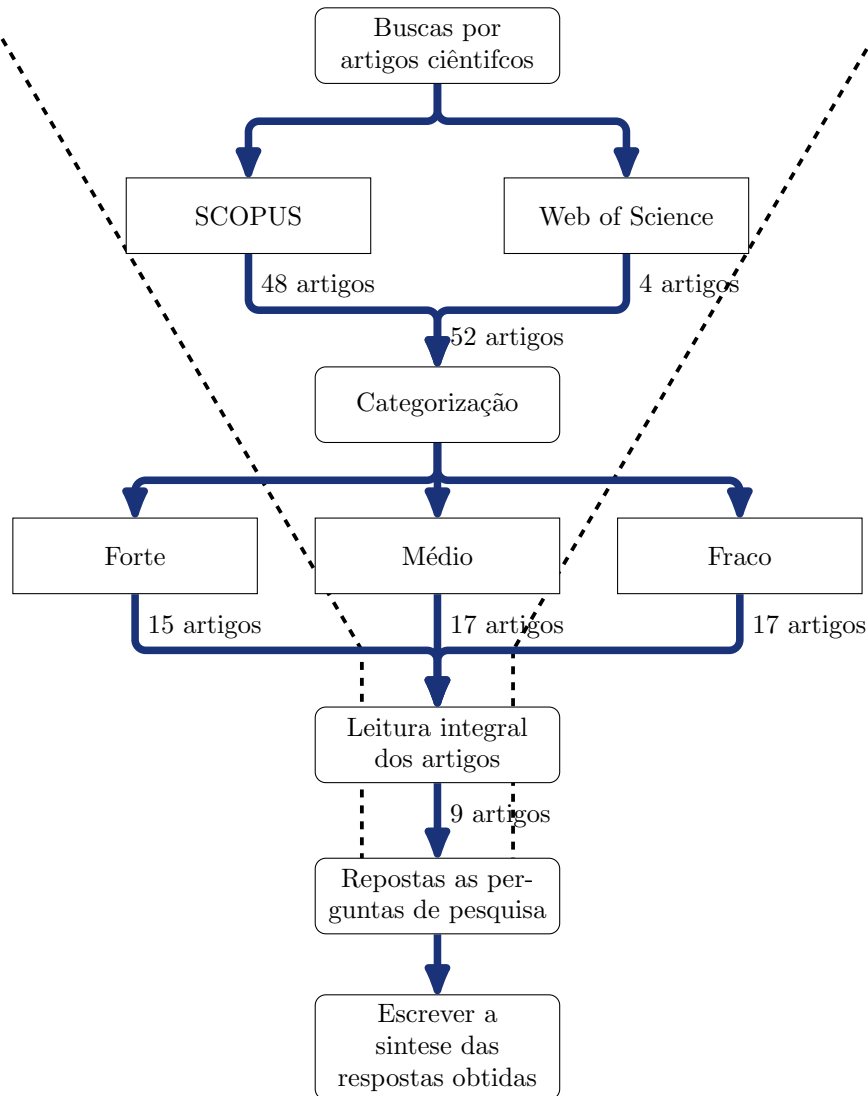 Buscas por
artigos ciêntifcos
SCOPUS
Web of Science
48 artigos
4 artigos
52 artigos
Categorização
Forte
Médio
Fraco
15 artigos
17 artigos
17 artigos
Leitura integral
dos artigos
9 artigos
Repostas as per-
guntas de pesquisa
Escrever a
sintese das
respostas obtidas